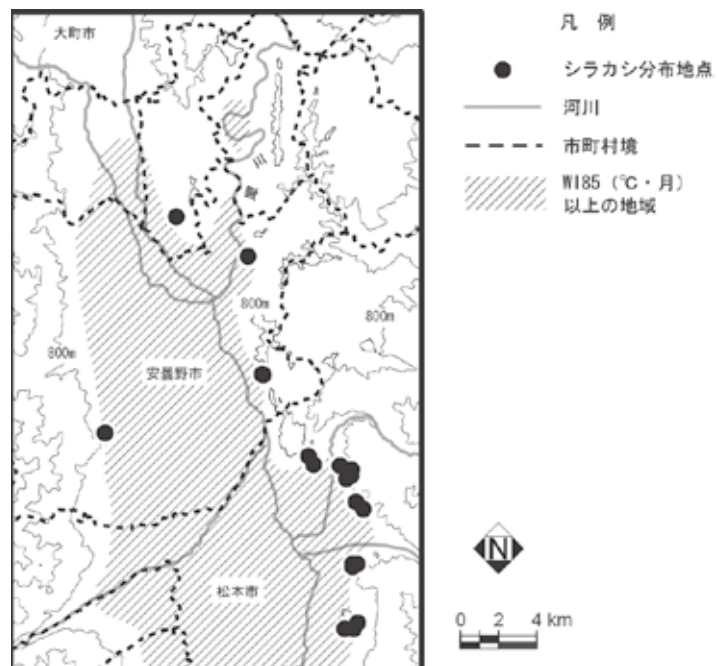 大町市
川
800m
800m
800m
安曇野市
松本市
凡 例
シラカシ分布地点
河川
市町村境
WI85（℃・月）
以上の地域
N
0 2 4 km